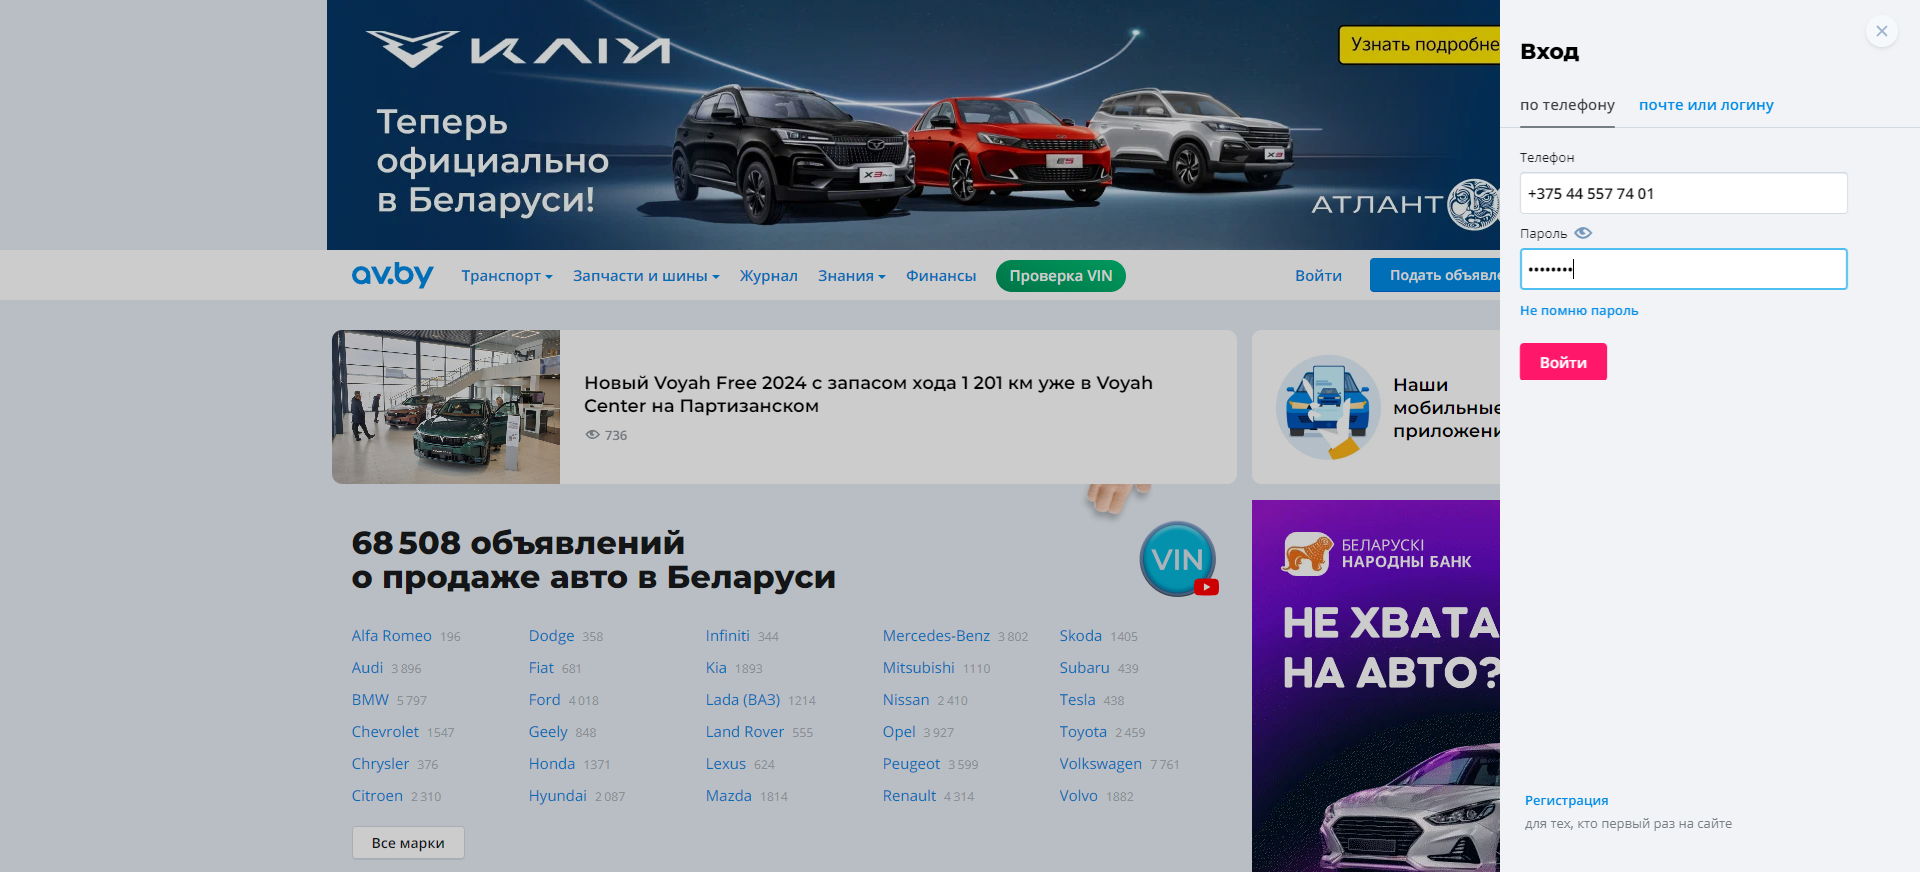 КАІУІ
Теперь
официально
в Беларуси!
X3 Pro
E5
X3
АТЛАНТ
av.by
Транспорт
Запчасти и шины
Журнал
Знания
Финансы
Проверка VIN
Войти
Новый Voyah Free 2024 с запасом хода 1 201 км уже в Voyah
Center на Партизанском
736
Наши
68 508 объявлений
о продаже авто в Беларуси
VIN
Alfa Romeo 196
Dodge 358
Infiniti 344
Mercedes-Benz 3 802
Skoda 1405
Audi 3 896
Fiat 681
Kia 1893
Mitsubishi 1110
Subaru 439
BMW 5 797
Ford 4 018
Lada (ВАЗ) 1214
Nissan 2 410
Tesla 438
Chevrolet 1547
Geely 848
Land Rover 555
Opel 3 927
Toyota 2 459
Chrysler 376
Honda 1371
Lexus 624
Peugeot 3 599
Volkswagen 7 761
Citroen 2 310
Hyundai 2 087
Mazda 1814
Renault 4 314
Volvo 1882
Все марки
Узнать подробне
Подать объявле
мобильные
приложени
БЕЛАРУСКІ
НАРОДНЫ БАНК
НЕ ХВАТА
НА АВТО?
Вход
по телефону
почте или логину
Телефон
+375 44 557 74 01
Пароль
••••••••
Не помню пароль
Войти
Регистрация
для тех, кто первый раз на сайте